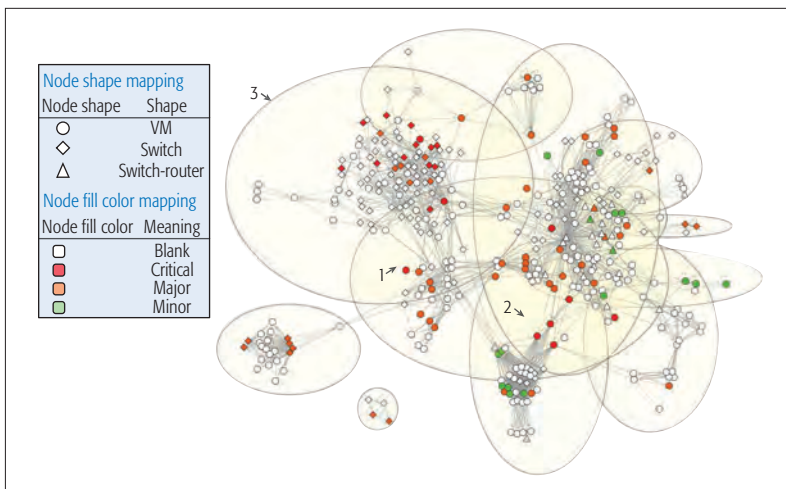 Node shape mapping
Node shape Shape
VM
Switch
Switch-router
Node fill color mapping
Node fill color Meaning
Blank
Critical
Major
Minor
3
1
2